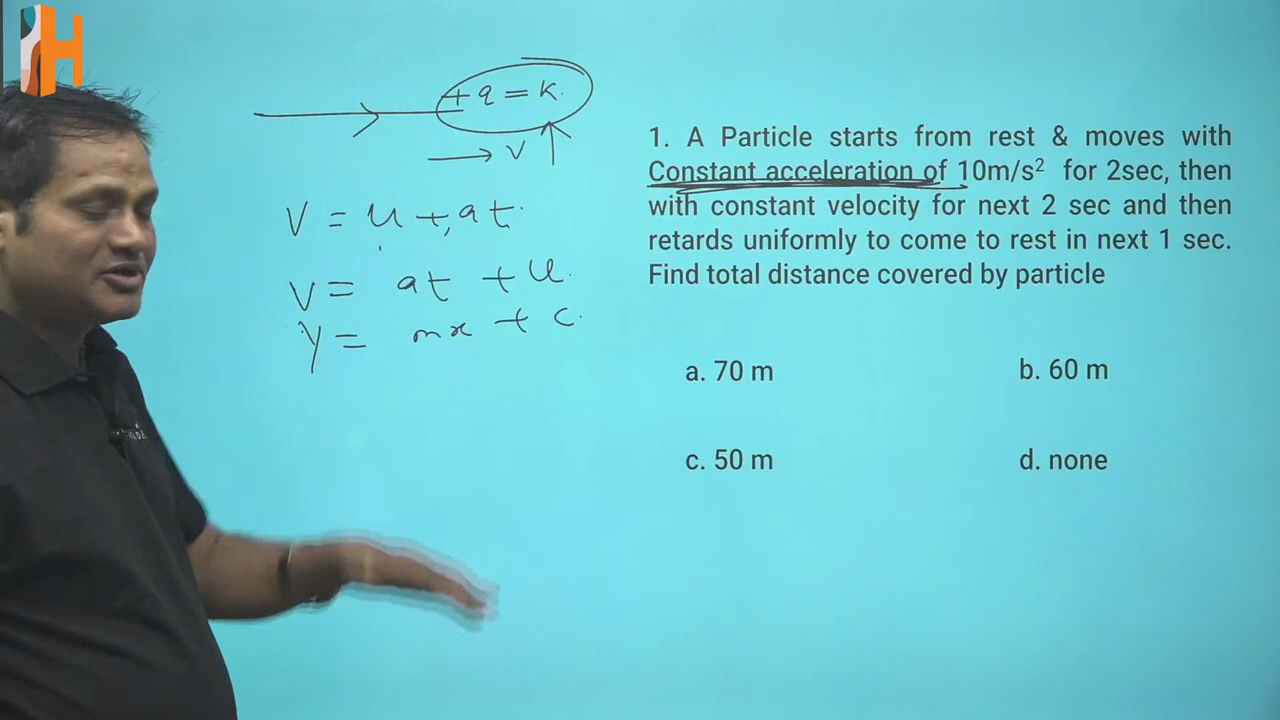 H
+a = k.
→ v ↑
v = u + at.
v = at + u.
y = mx + c.
1. A Particle starts from rest & moves with
Constant acceleration of 10m/s² for 2sec, then
with constant velocity for next 2 sec and then
retards uniformly to come to rest in next 1 sec.
Find total distance covered by particle
a. 70 m
b. 60 m
c. 50 m
d. none